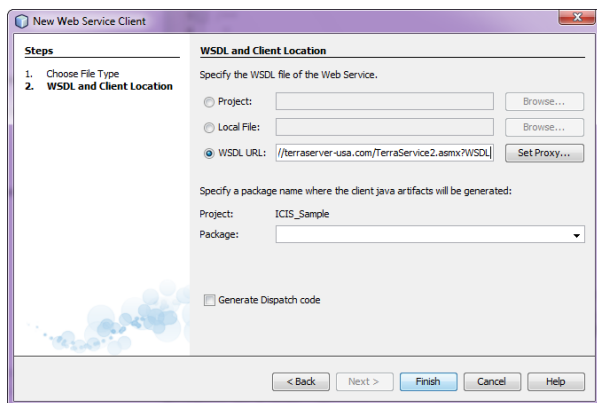 New Web Service Client
Steps
1. Choose File Type
2. WSDL and Client Location
WSDL and Client Location
Specify the WSDL file of the Web Service.
Project:
Browse...
Local File:
Browse...
WSDL URL: //terraserver-usa.com/TerraService2.asmx?WSDL
Set Proxy...
Specify a package name where the client java artifacts will be generated:
Project: ICIS_Sample
Package:
Generate Dispatch code
< Back Next > Finish Cancel Help